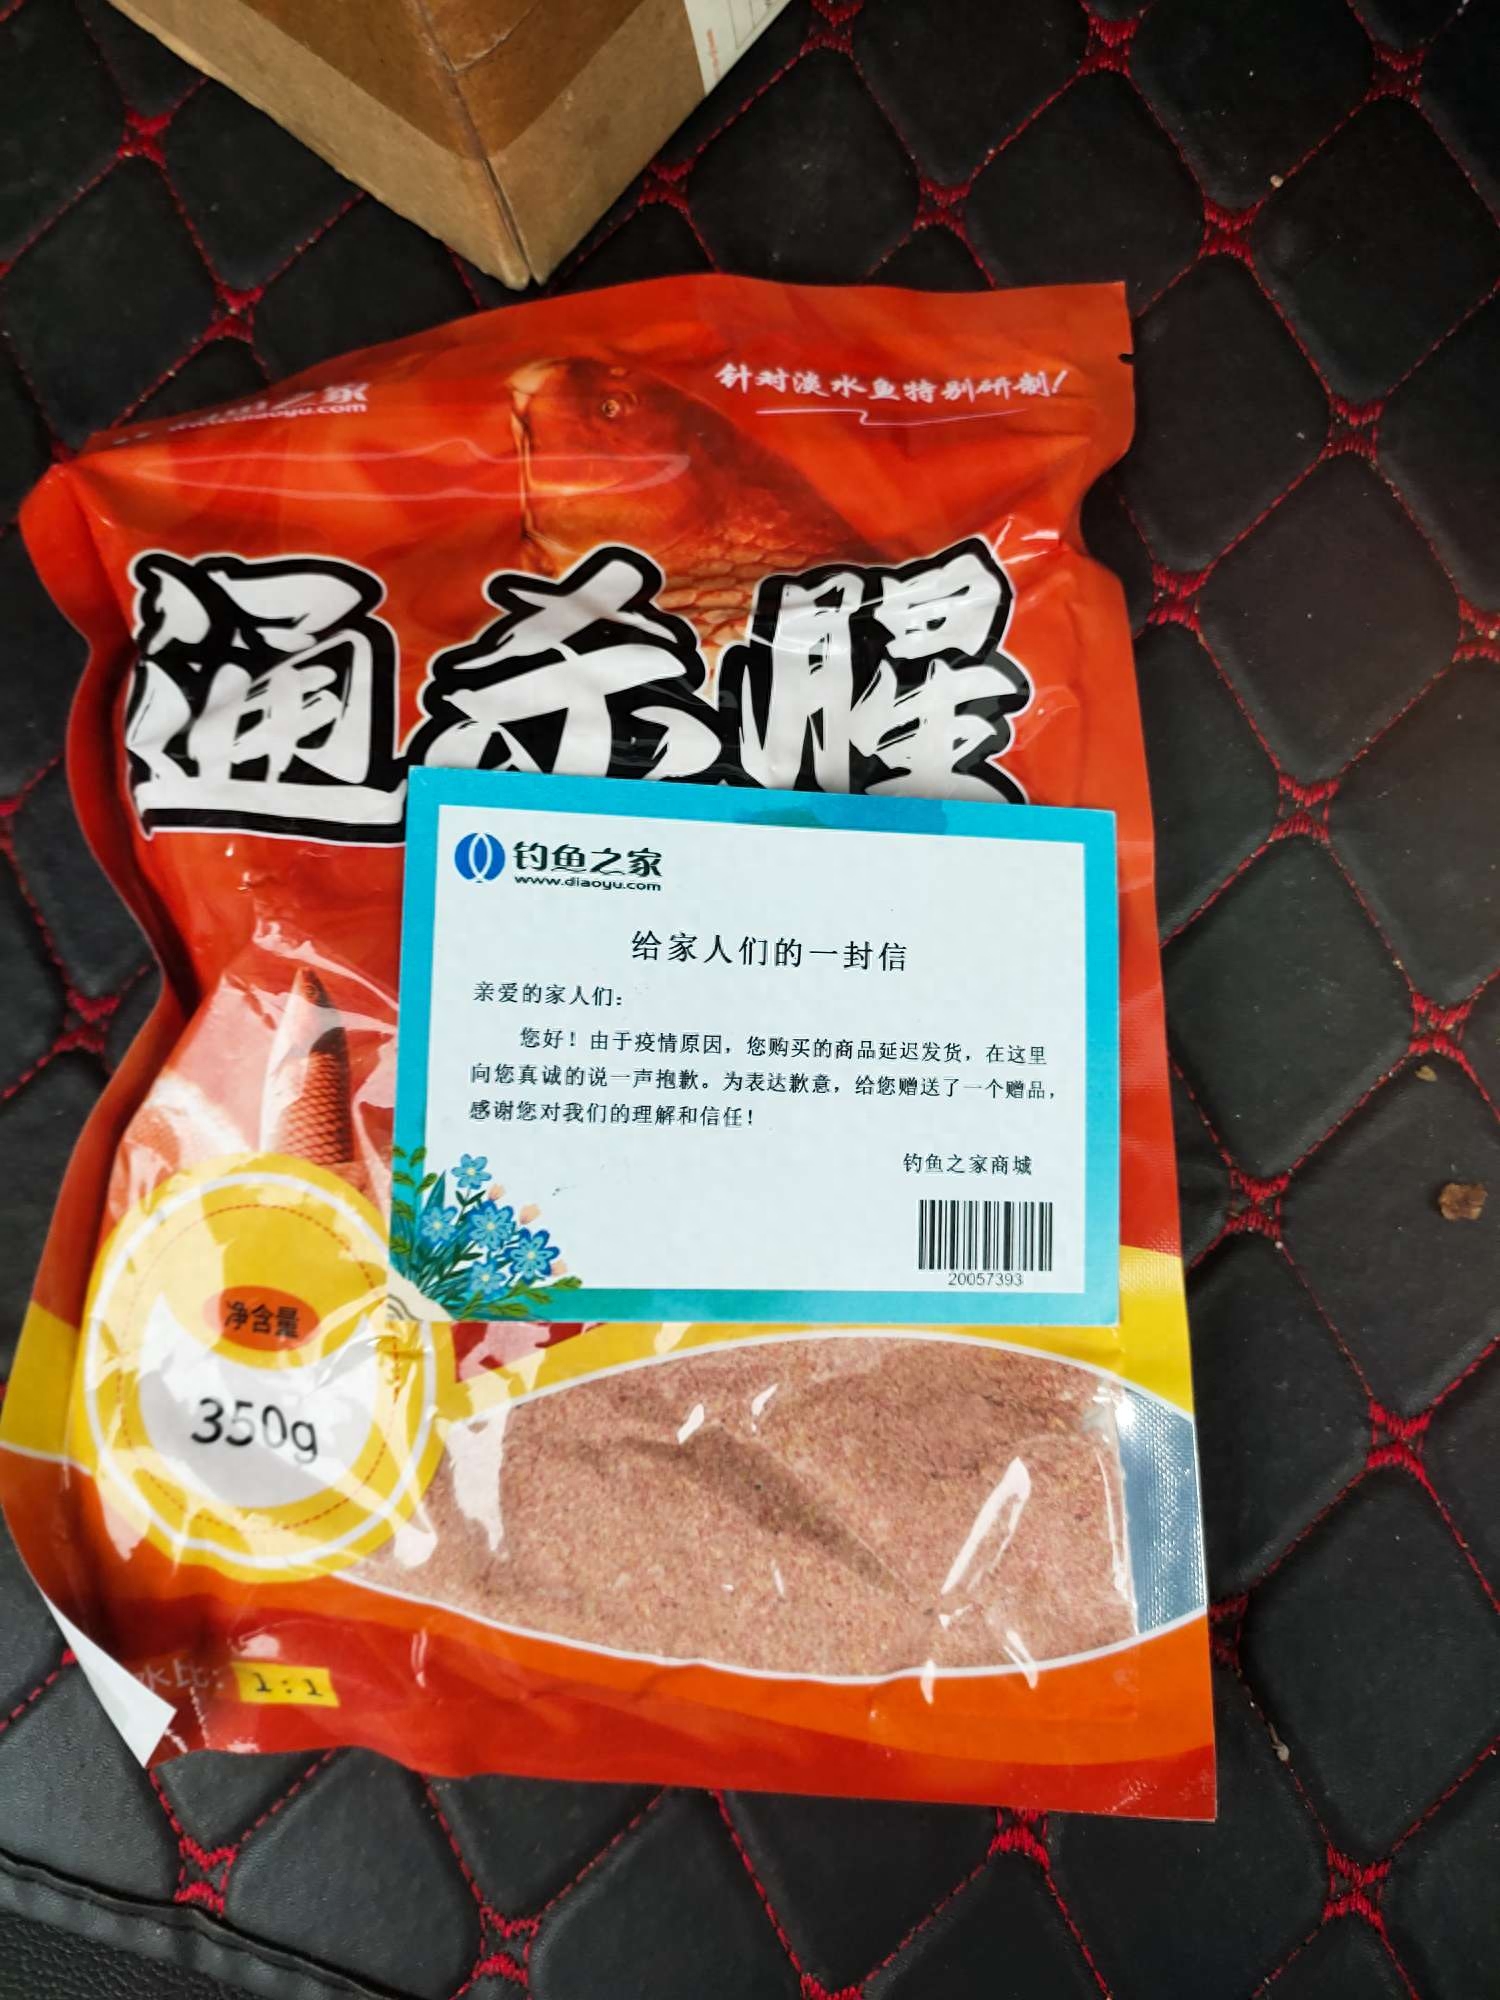 针对淡水鱼特别研制!
之家
通杀腥
钓鱼之家
www.diaoyu.com
给家人们的一封信
亲爱的家人们：
您好！由于疫情原因，您购买的商品延迟发货，在这里
向您真诚的说一声抱歉。为表达歉意，给您赠送了一个赠品，
感谢您对我们的理解和信任！
钓鱼之家商城
20057393
净含量
350g
水比：1:1